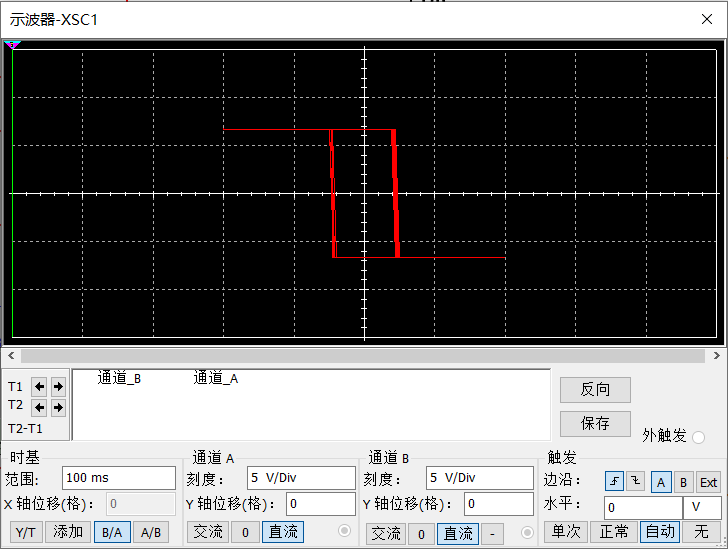 示波器-XSC1
通道_B 通道_A
T1
T2
T2-T1
反向
保存
外触发
时基
范围: 100 ms
X 轴位移(格): 0
Y/T 添加 B/A A/B
通道 A
刻度: 5 V/Div
Y 轴位移(格): 0
交流 0 直流
通道 B
刻度: 5 V/Div
Y 轴位移(格): 0
交流 0 直流 -
触发
边沿: A B Ext
水平: 0 V
单次 正常 自动 无